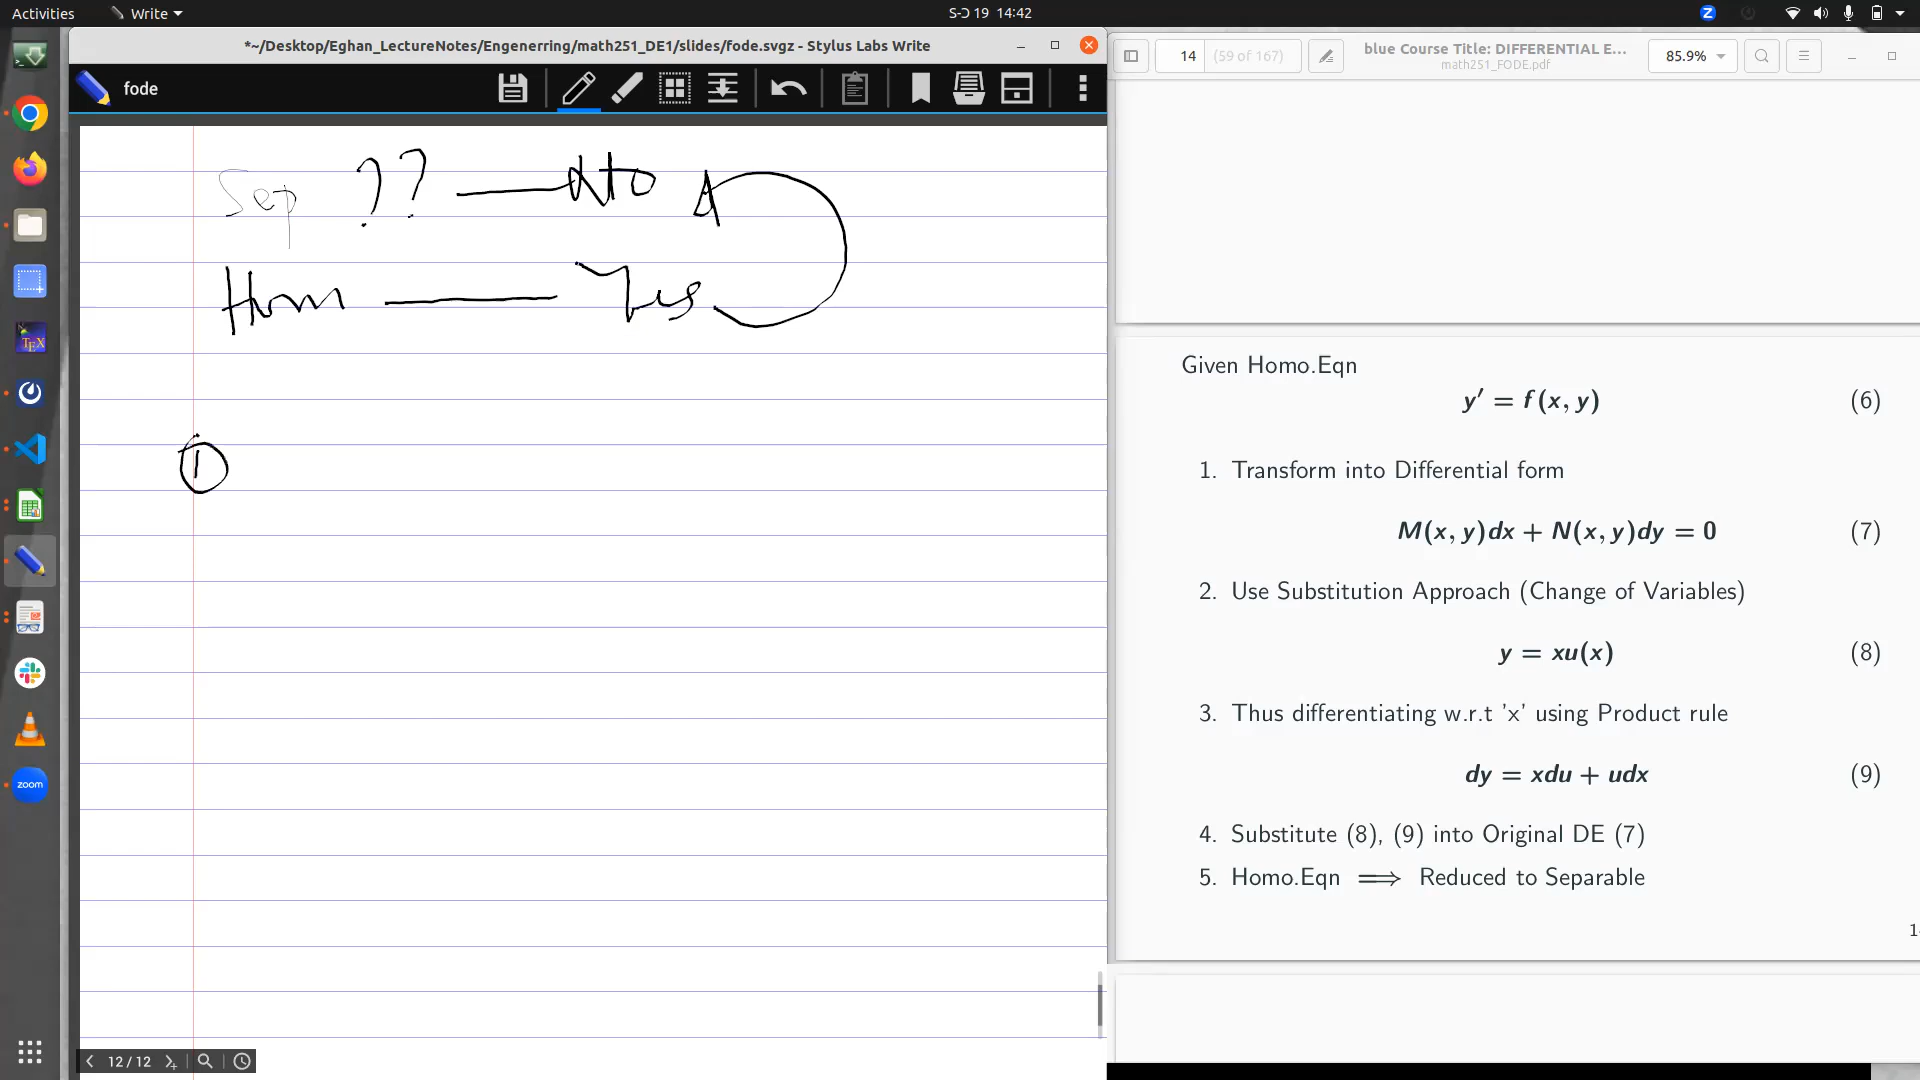 Activities
Write
S-Ɔ 19 14:42
*~/Desktop/Eghan_LectureNotes/Engenerring/math251_DE1/slides/fode.svgz - Stylus Labs Write
fode
Sep ?? — No
Hom — Yes
1
12 / 12
zoom
TEX
14 (59 of 167)
blue Course Title: DIFFERENTIAL E...
math251_FODE.pdf
85.9%
Given Homo.Eqn
y′ = f(x, y) (6)
1. Transform into Differential form
M(x, y)dx + N(x, y)dy = 0 (7)
2. Use Substitution Approach (Change of Variables)
y = xu(x) (8)
3. Thus differentiating w.r.t 'x' using Product rule
dy = xdu + udx (9)
4. Substitute (8), (9) into Original DE (7)
5. Homo.Eqn ⟹ Reduced to Separable